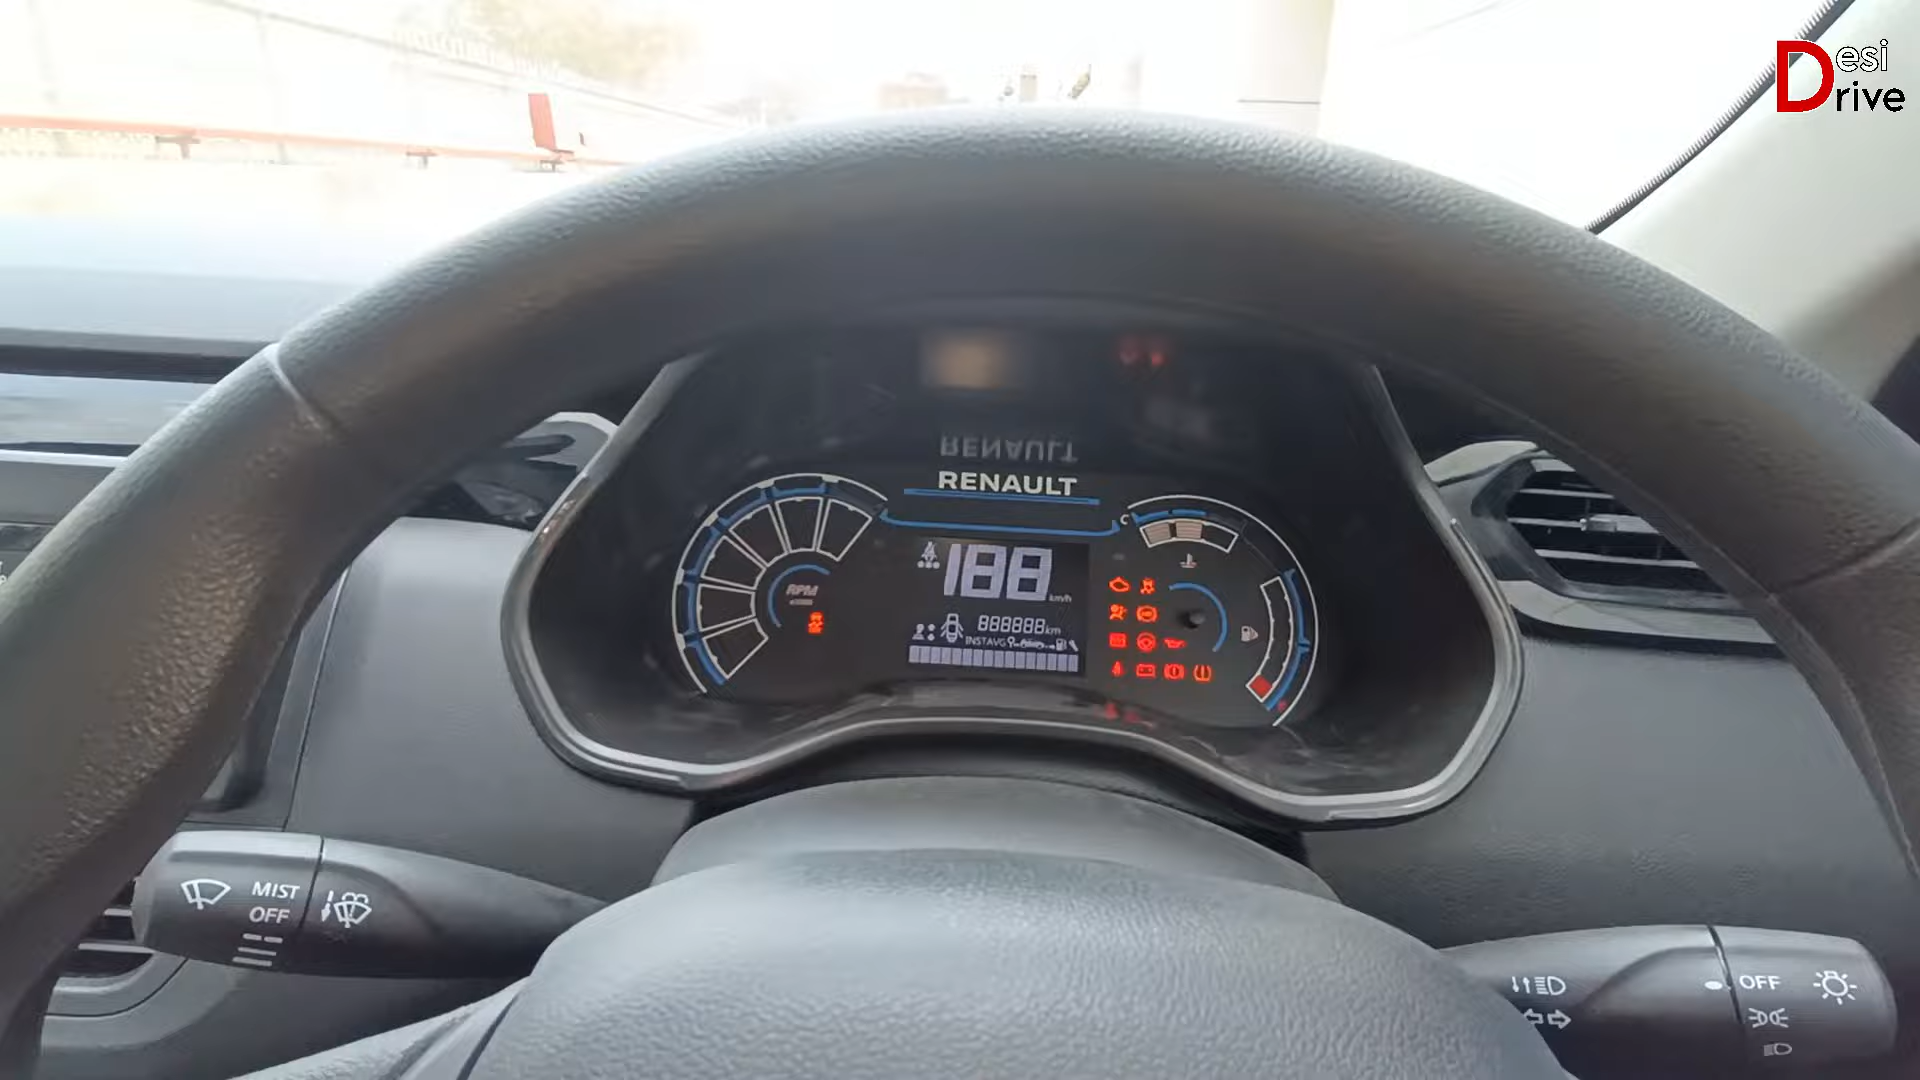 Desi
Drive
RENAULT
RENAULT
C
RPM
188
km/h
888888km
INSTAVG
MIST
OFF
OFF